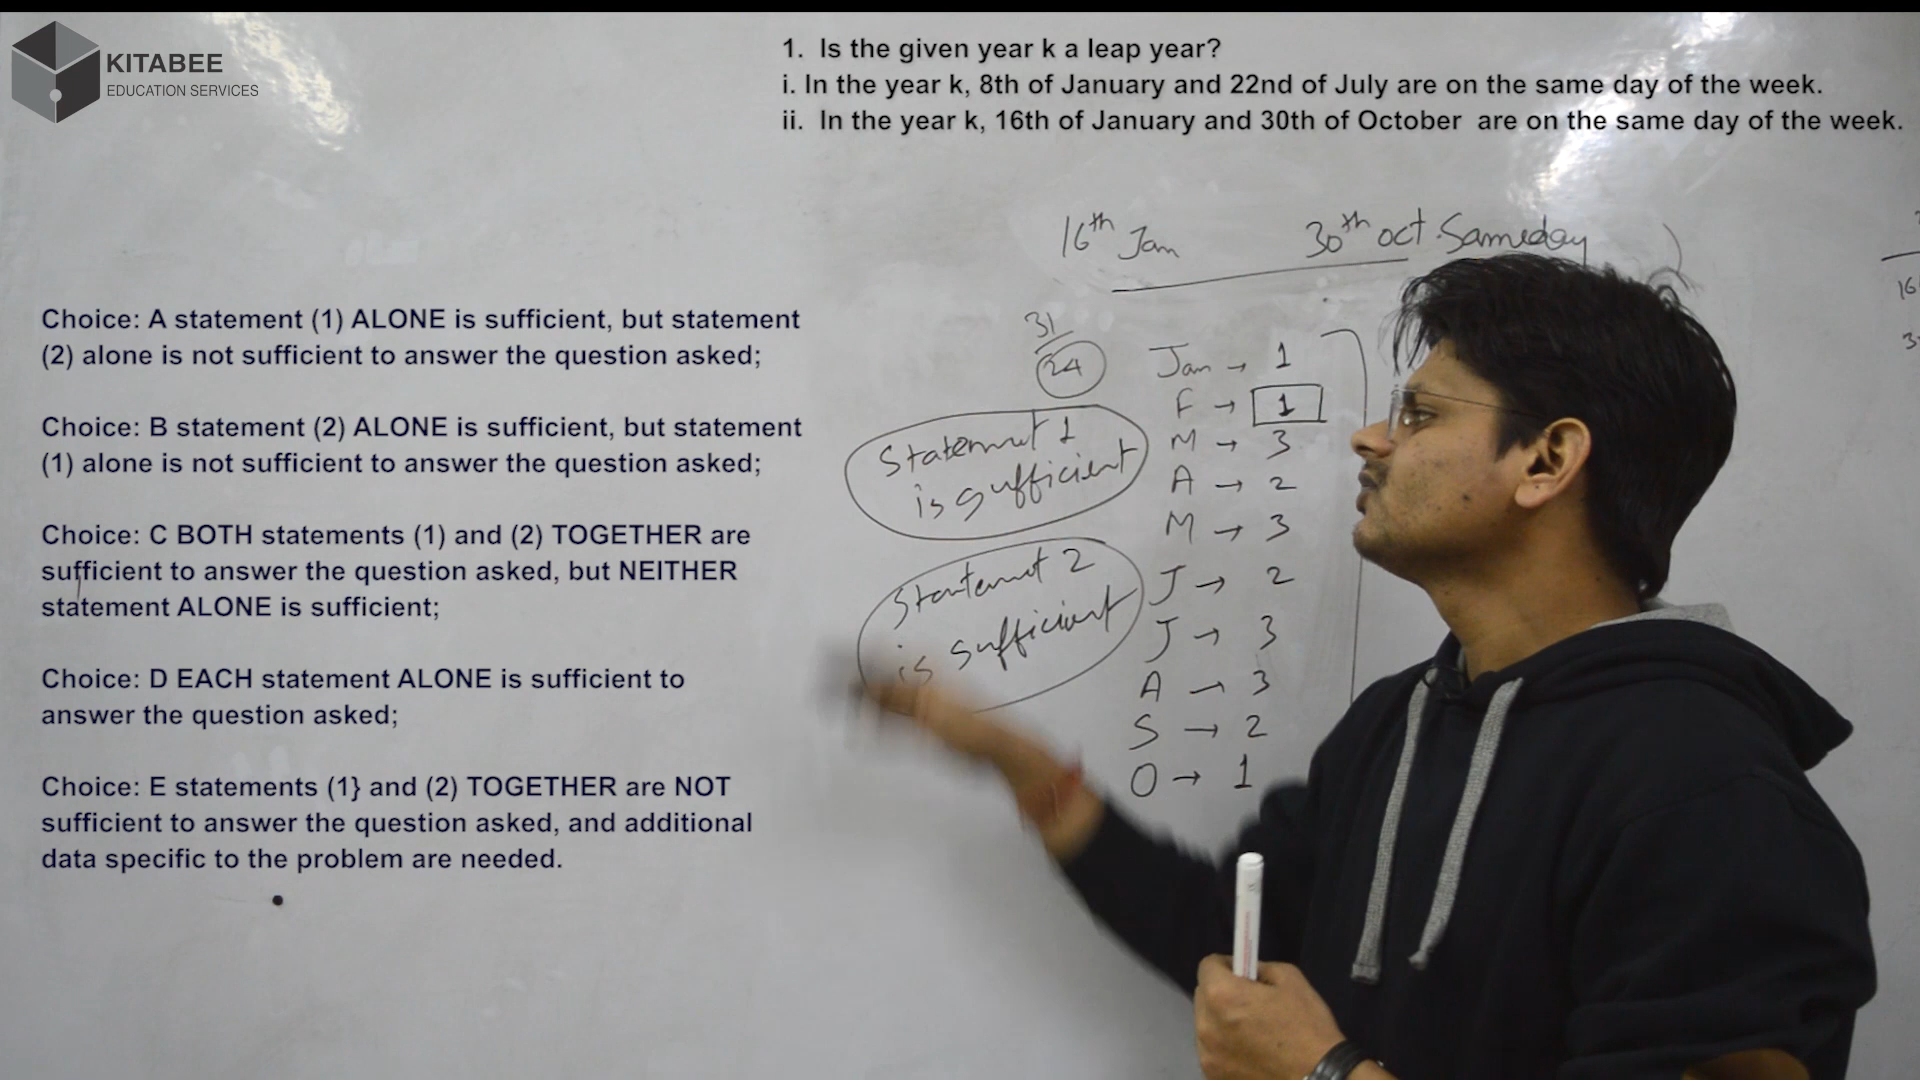 KITABEE
EDUCATION SERVICES
1. Is the given year k a leap year?
i. In the year k, 8th of January and 22nd of July are on the same day of the week.
ii. In the year k, 16th of January and 30th of October are on the same day of the week.
16th Jan 30th oct Sameday
Choice: A statement (1) ALONE is sufficient, but statement
(2) alone is not sufficient to answer the question asked;
Choice: B statement (2) ALONE is sufficient, but statement
(1) alone is not sufficient to answer the question asked;
Choice: C BOTH statements (1) and (2) TOGETHER are
sufficient to answer the question asked, but NEITHER
statement ALONE is sufficient;
Choice: D EACH statement ALONE is sufficient to
answer the question asked;
Choice: E statements (1} and (2) TOGETHER are NOT
sufficient to answer the question asked, and additional
data specific to the problem are needed.
31
24
Statement 1
is sufficient
Statement 2
is sufficient
Jan → 1
F → 1
M → 3
A → 2
M → 3
J → 2
J → 3
A → 3
S → 2
O → 1